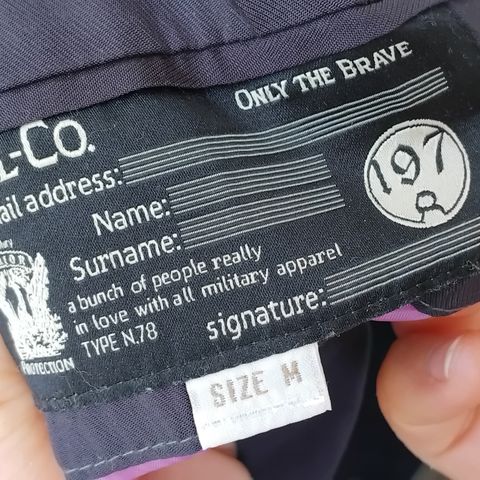 ONLY THE BRAVE
L-CO.
ail address:
Name:
Surname:
197
a bunch of people really
in love with all military apparel
TYPE N.78
signature:
PROTECTION
SIZE M